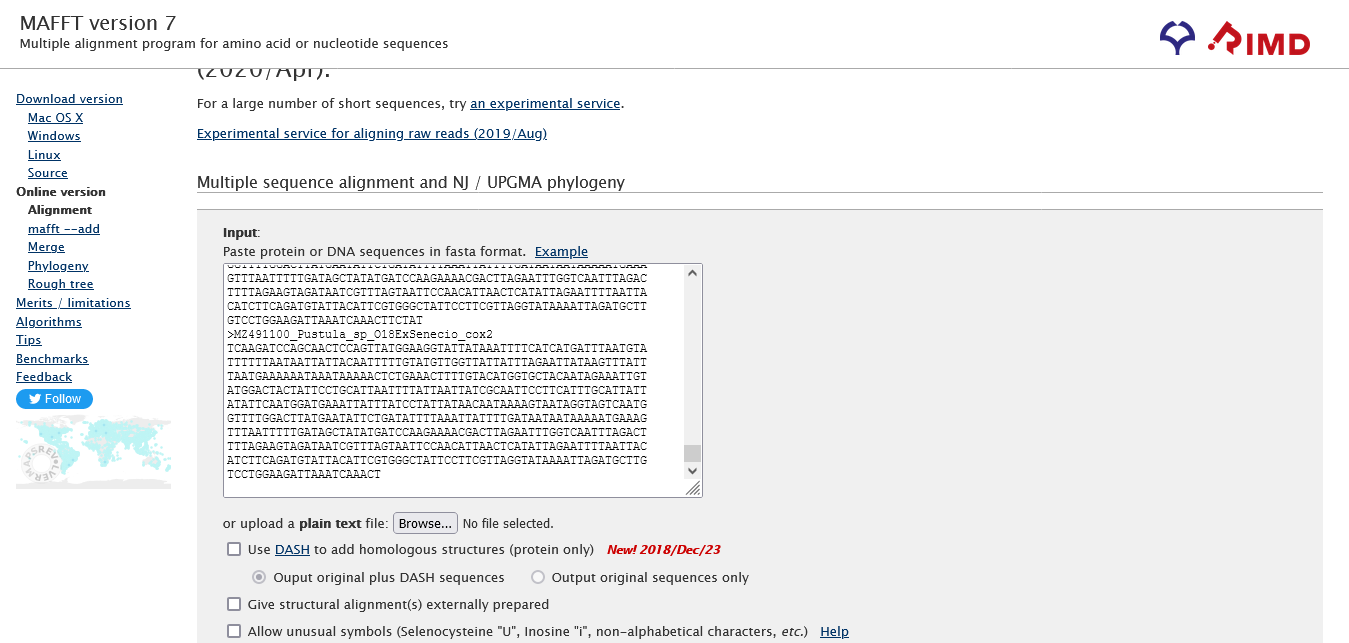 MAFFT version 7
Multiple alignment program for amino acid or nucleotide sequences
RIMD
(2020/Apr).
Download version
Mac OS X
Windows
Linux
Source
Online version
Alignment
mafft --add
Merge
Phylogeny
Rough tree
Merits / limitations
Algorithms
Tips
Benchmarks
Feedback
Follow
For a large number of short sequences, try an experimental service.
Experimental service for aligning raw reads (2019/Aug)
Multiple sequence alignment and NJ / UPGMA phylogeny
Input:
Paste protein or DNA sequences in fasta format. Example
GTTTAATTTTTGATAGCTATATGATCCAAGAAAACGACTTAGAATTTGGTCAATTTAGAC
TTTTAGAAGTAGATAATCGTTTAGTAATTCCAACATTAACTCATATTAGAATTTTAATTA
CATCTTCAGATGTATTACATTCGTGGGCTATTCCTTCGTTAGGTATAAAATTAGATGCTT
GTCCTGGAAGATTAAATCAAACTTCTAT
>MZ491100_Pustula_sp_O18ExSenecio_cox2
TCAAGATCCAGCAACTCCAGTTATGGAAGGTATTATAAATTTTCATCATGATTTAATGTA
TTTTTTAATAATTATTACAATTTTTGTATGTTGGTTATTATTTAGAATTATAAGTTTATT
TAATGAAAAAATAAATAAAAACTCTGAAACTTTTGTACATGGTGCTACAATAGAAATTGT
ATGGACTACTATTCCTGCATTAATTTTATTAATTATCGCAATTCCTTCATTTGCATTATT
ATATTCAATGGATGAAATTATTTATCCTATTATAACAATAAAAGTAATAGGTAGTCAATG
GTTTTGGACTTATGAATATTCTGATATTTTAAATTATTTTGATAATAATAAAAATGAAAG
TTTAATTTTTGATAGCTATATGATCCAAGAAAACGACTTAGAATTTGGTCAATTTAGACT
TTTAGAAGTAGATAATCGTTTAGTAATTCCAACATTAACTCATATTAGAATTTTAATTAC
ATCTTCAGATGTATTACATTCGTGGGCTATTCCTTCGTTAGGTATAAAATTAGATGCTTG
TCCTGGAAGATTAAATCAAACT
or upload a plain text file: Browse... No file selected.
Use DASH to add homologous structures (protein only) New! 2018/Dec/23
Ouput original plus DASH sequences Output original sequences only
Give structural alignment(s) externally prepared
Allow unusual symbols (Selenocysteine "U", Inosine "i", non-alphabetical characters, etc.) Help